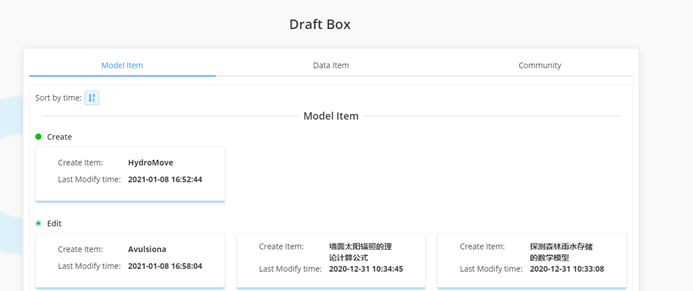 Draft Box
Model Item
Data Item
Community
Sort by time:
Model Item
Create
Create Item: HydroMove
Last Modify time: 2021-01-08 16:52:44
Edit
Create Item: Avulsiona
Last Modify time: 2021-01-08 16:58:04
Create Item: 墙面太阳辐照的理
论计算公式
Last Modify time: 2020-12-31 10:34:45
Create Item: 探测森林雨水存储
的数学模型
Last Modify time: 2020-12-31 10:33:08